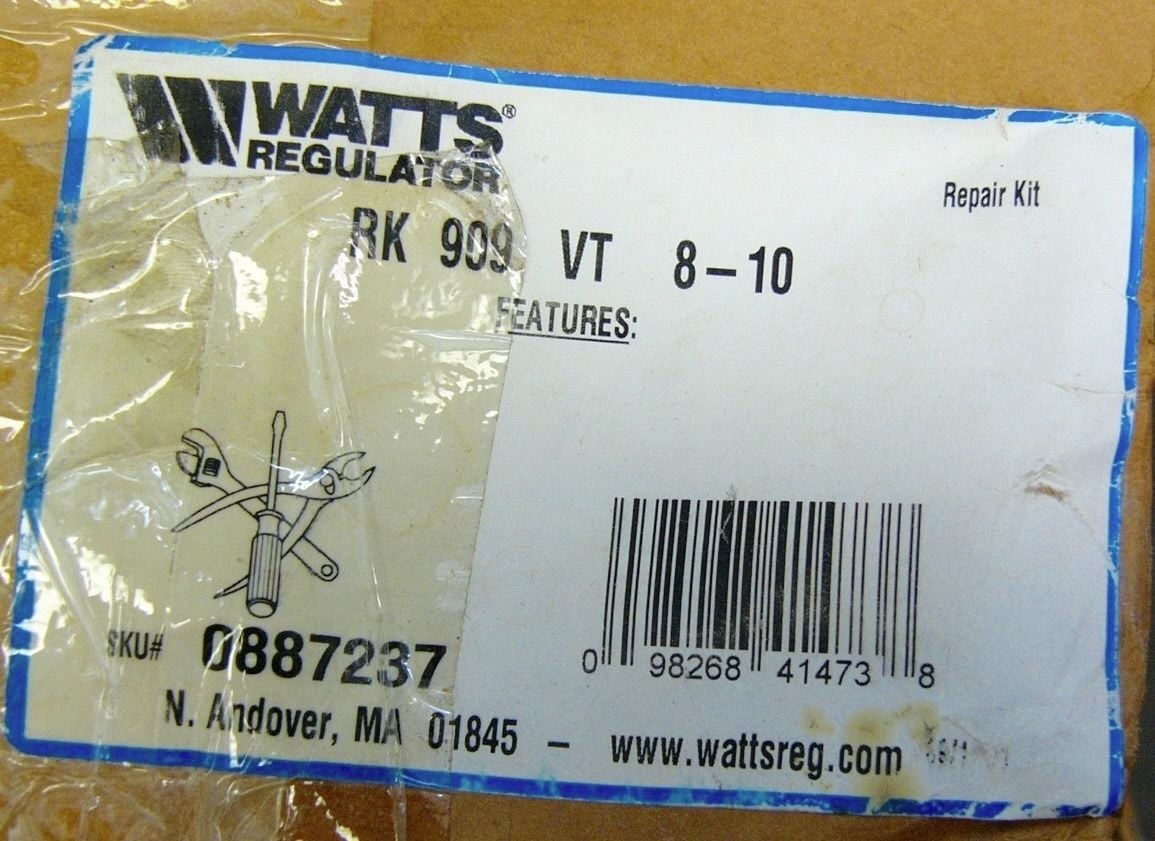 WATTS®
REGULATOR
Repair Kit
RK 909 VT 8-10
FEATURES:
SKU# 0887237
0 98268 41473 8
N. Andover, MA 01845 - www.wattsreg.com